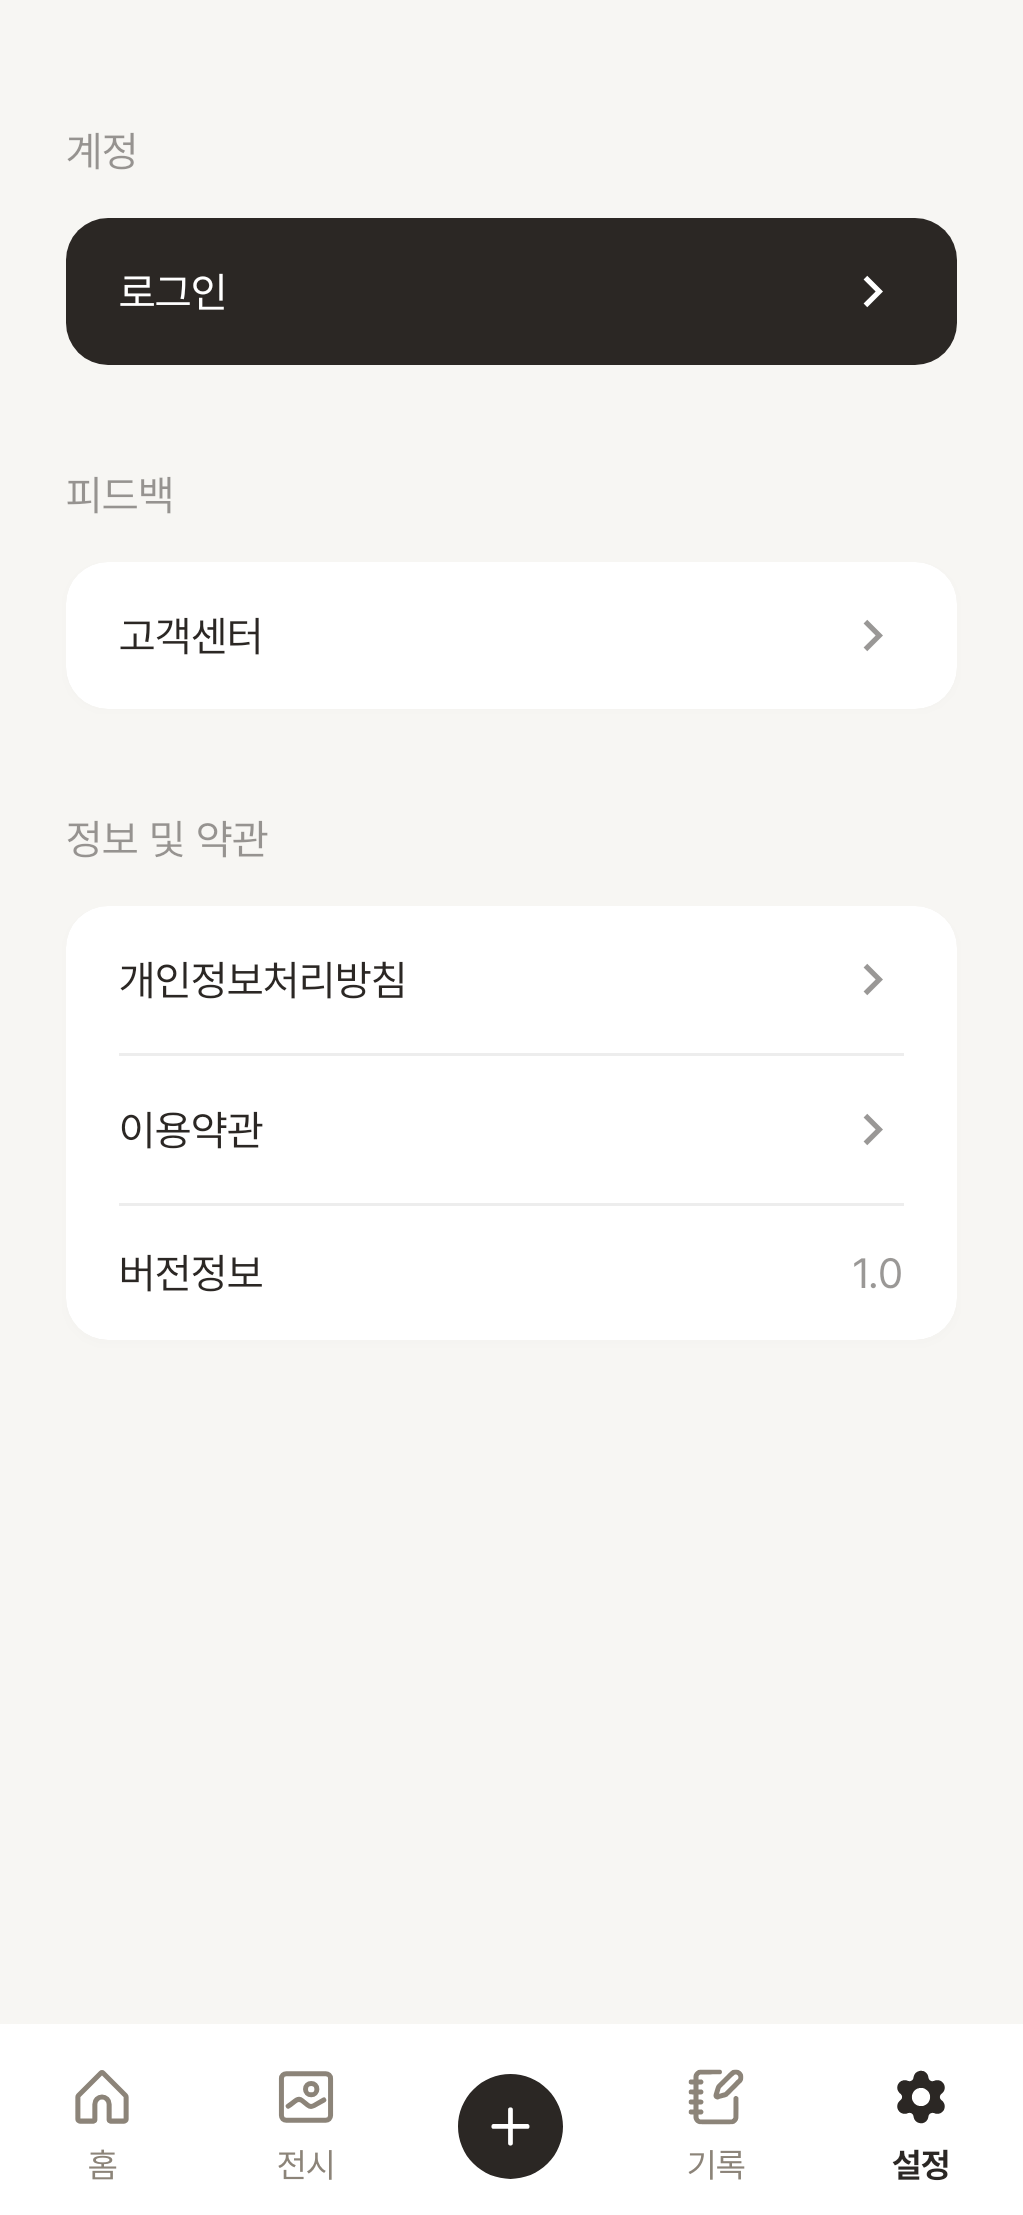 계정
로그인
피드백
고객센터
정보 및 약관
개인정보처리방침
이용약관
버전정보 1.0
홈 전시 기록 설정